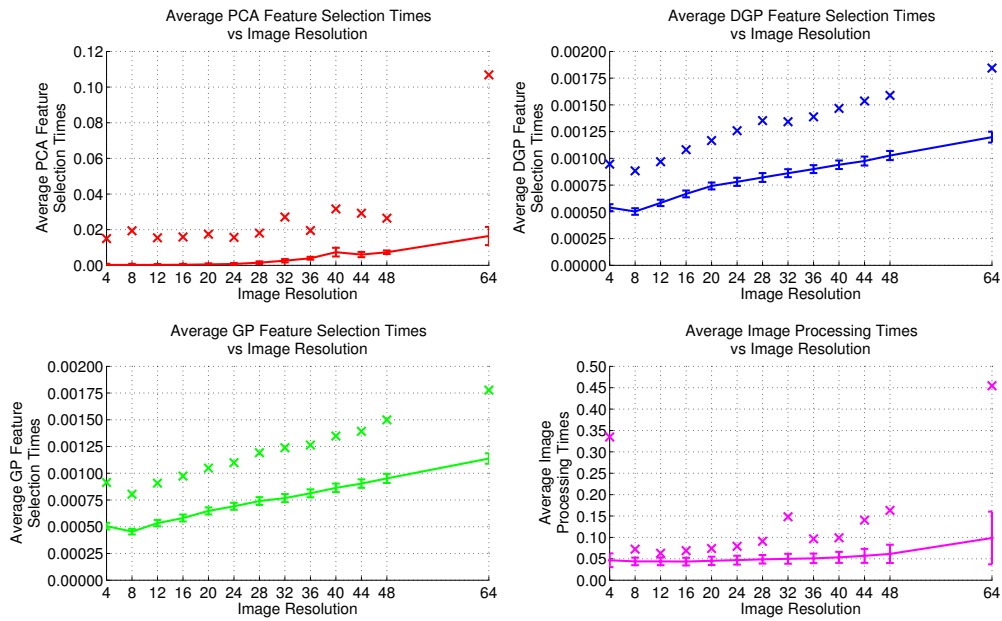 Average PCA Feature Selection Times
vs Image Resolution
Average PCA Feature
Selection Times
0.12
0.10
0.08
0.06
0.04
0.02
0.00
4 8 12 16 20 24 28 32 36 40 44 48 64
Image Resolution
Average DGP Feature Selection Times
vs Image Resolution
Average DGP Feature
Selection Times
0.00200
0.00175
0.00150
0.00125
0.00100
0.00075
0.00050
0.00025
0.00000
4 8 12 16 20 24 28 32 36 40 44 48 64
Image Resolution
Average GP Feature Selection Times
vs Image Resolution
Average GP Feature
Selection Times
0.00200
0.00175
0.00150
0.00125
0.00100
0.00075
0.00050
0.00025
0.00000
4 8 12 16 20 24 28 32 36 40 44 48 64
Image Resolution
Average Image Processing Times
vs Image Resolution
Average Image
Processing Times
0.50
0.45
0.40
0.35
0.30
0.25
0.20
0.15
0.10
0.05
0.00
4 8 12 16 20 24 28 32 36 40 44 48 64
Image Resolution